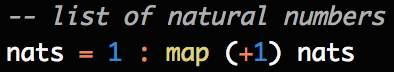 -- list of natural numbers
nats = 1 : map (+1) nats